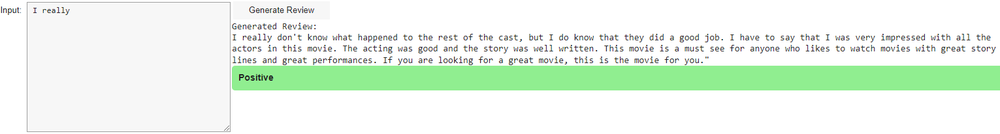 Input:
I really
Generate Review
Generated Review:
I really don't know what happened to the rest of the cast, but I do know that they did a good job. I have to say that I was very impressed with all the
actors in this movie. The acting was good and the story was well written. This movie is a must see for anyone who likes to watch movies with great story
lines and great performances. If you are looking for a great movie, this is the movie for you."
Positive